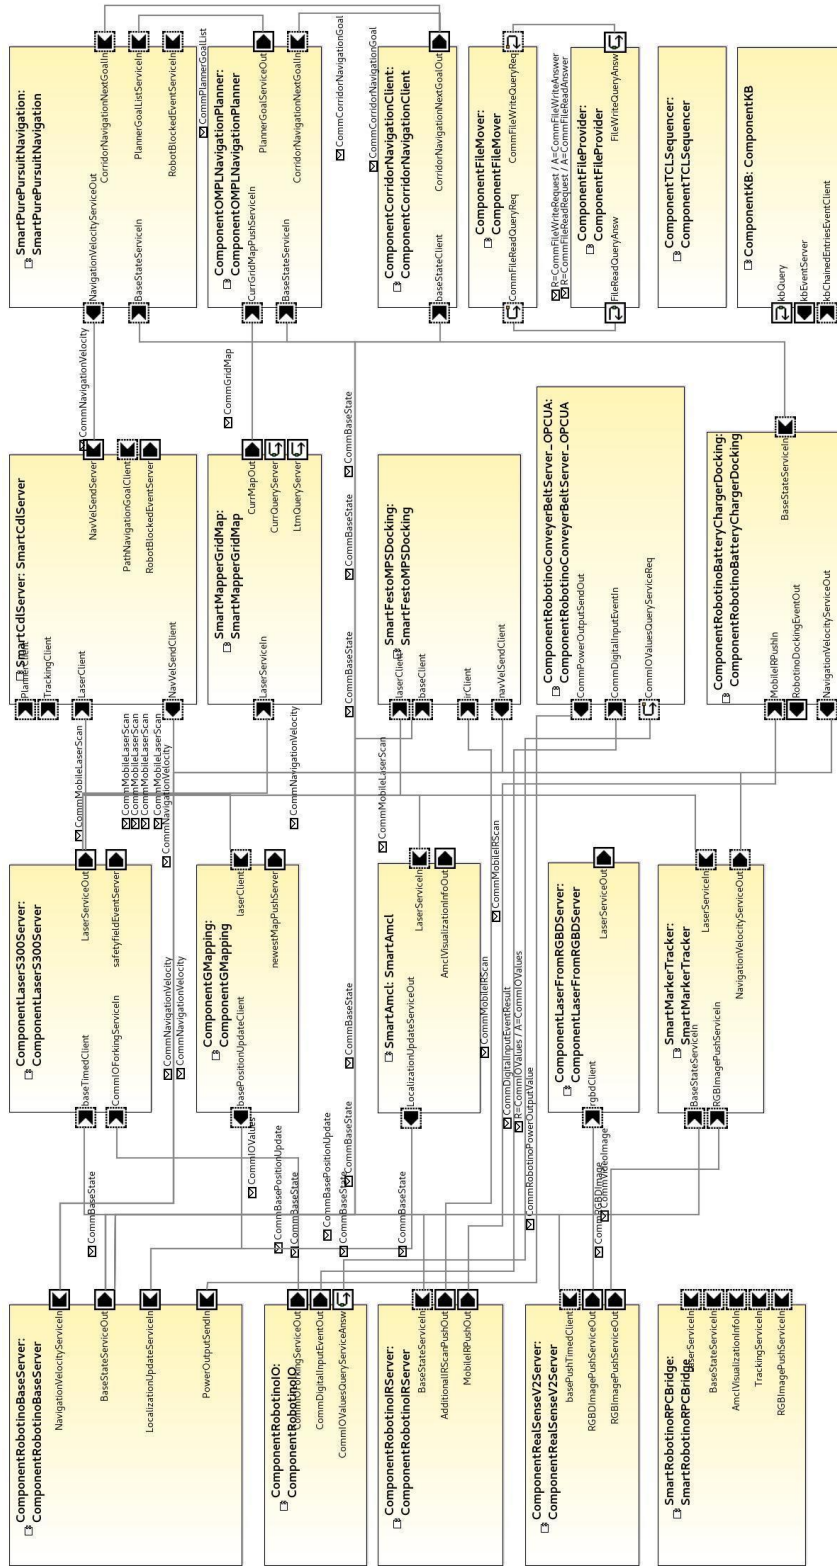 ComponentRobotinoBaseServer:
ComponentRobotinoBaseServer
NavigationVelocityServiceIn
BaseStateServiceOut
LocalizationUpdateServiceIn
PowerOutputSendIn
ComponentRobotinoIO:
ComponentRobotinoIO
CommIOForkingServiceOut
CommDigitalInputEventOut
CommIOValuesQueryServiceAnsw
ComponentRobotinoIRServer:
ComponentRobotinoIRServer
BaseStateServiceIn
AdditionalIRScanPushOut
MobileIRPushOut
ComponentRealSenseV2Server:
ComponentRealSenseV2Server
basePushTimedClient
RGBDImagePushServiceOut
RGBImagePushServiceOut
SmartRobotinoRPCBridge:
SmartRobotinoRPCBridge
laserServiceIn
BaseStateServiceIn
AmclVisualizationInfoIn
TrackingServiceIn
RGBImagePushServiceIn
CommBaseState
CommIOValues
CommBasePositionUpdate
CommBasePositionUpdate
CommBaseState
CommBaseState
CommNavigationVelocity
CommNavigationVelocity
CommBaseState
CommBaseState
CommMobileIRScan
CommMobileIRScan
CommDigitalInputEventResult
R=CommIOValues / A=CommIOValues
CommRobotinoPowerOutputValue
CommRGBDImage
CommVideoImage
ComponentLaserS300Server:
ComponentLaserS300Server
baseTimedClient
LaserServiceOut
CommIOForkingServiceIn
safetyfieldEventServer
ComponentGMapping:
ComponentGMapping
basePositionUpdateClient
laserClient
newestMapPushServer
SmartAmcl: SmartAmcl
LocalizationUpdateServiceOut
LaserServiceIn
AmclVisualizationInfoOut
ComponentLaserFromRGBDServer:
ComponentLaserFromRGBDServer
rgbdClient
LaserServiceOut
SmartMarkerTracker:
SmartMarkerTracker
BaseStateServiceIn
LaserServiceIn
RGBImagePushServiceIn
NavigationVelocityServiceOut
CommMobileLaserScan
CommMobileLaserScan
CommMobileLaserScan
CommMobileLaserScan
CommMobileLaserScan
CommNavigationVelocity
CommNavigationVelocity
CommMobileLaserScan
CommBaseState
CommBaseState
CommBaseState
CommBaseState
SmartCdlServer: SmartCdlServer
PlannerClient
TrackingClient
LaserClient
NavVelSendClient
NavVelSendServer
PathNavigationGoalClient
RobotBlockedEventServer
SmartMapperGridMap:
SmartMapperGridMap
LaserServiceIn
CurrMapOut
CurrQueryServer
LtmQueryServer
SmartFestoMPSDocking:
SmartFestoMPSDocking
laserClient
baseClient
irClient
navVelSendClient
ComponentRobotinoConveyerBeltServer_OPCUA:
ComponentRobotinoConveyerBeltServer_OPCUA
CommPowerOutputSendOut
CommDigitalInputEventIn
CommIOValuesQueryServiceReq
ComponentRobotinoBatteryChargerDocking:
ComponentRobotinoBatteryChargerDocking
MobileIRPushIn
RobotinoDockingEventOut
NavigationVelocityServiceOut
BaseStateServiceIn
CommNavigationVelocity
CommGridMap
SmartPurePursuitNavigation:
SmartPurePursuitNavigation
NavigationVelocityServiceOut
CorridorNavigationNextGoalIn
BaseStateServiceIn
PlannerGoalListServiceIn
RobotBlockedEventServiceIn
CommPlannerGoalList
ComponentOMPLNavigationPlanner:
ComponentOMPLNavigationPlanner
CurrGridMapPushServiceIn
PlannerGoalServiceOut
BaseStateServiceIn
CorridorNavigationNextGoalIn
CommCorridorNavigationGoal
CommCorridorNavigationGoal
ComponentCorridorNavigationClient:
ComponentCorridorNavigationClient
baseStateClient
CorridorNavigationNextGoalOut
ComponentFileMover:
ComponentFileMover
CommFileReadQueryReq
CommFileWriteQueryReq
R=CommFileWriteRequest / A=CommFileWriteAnswer
R=CommFileReadRequest / A=CommFileReadAnswer
ComponentFileProvider:
ComponentFileProvider
FileReadQueryAnsw
FileWriteQueryAnsw
ComponentTCLSequencer:
ComponentTCLSequencer
ComponentKB: ComponentKB
kbQuery
kbEventServer
kbChainedEntriesEventClient